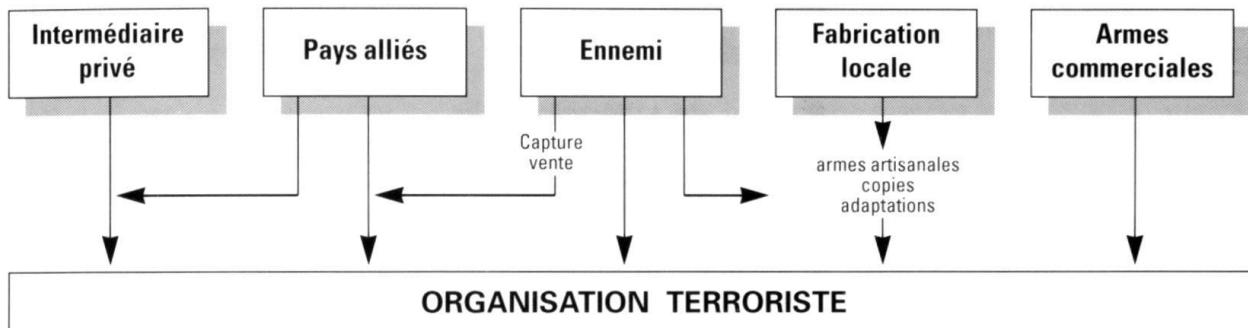 Intermédiaire
privé
Pays alliés
Ennemi
Fabrication
locale
Armes
commerciales
Capture
vente
armes artisanales
copies
adaptations
ORGANISATION TERRORISTE